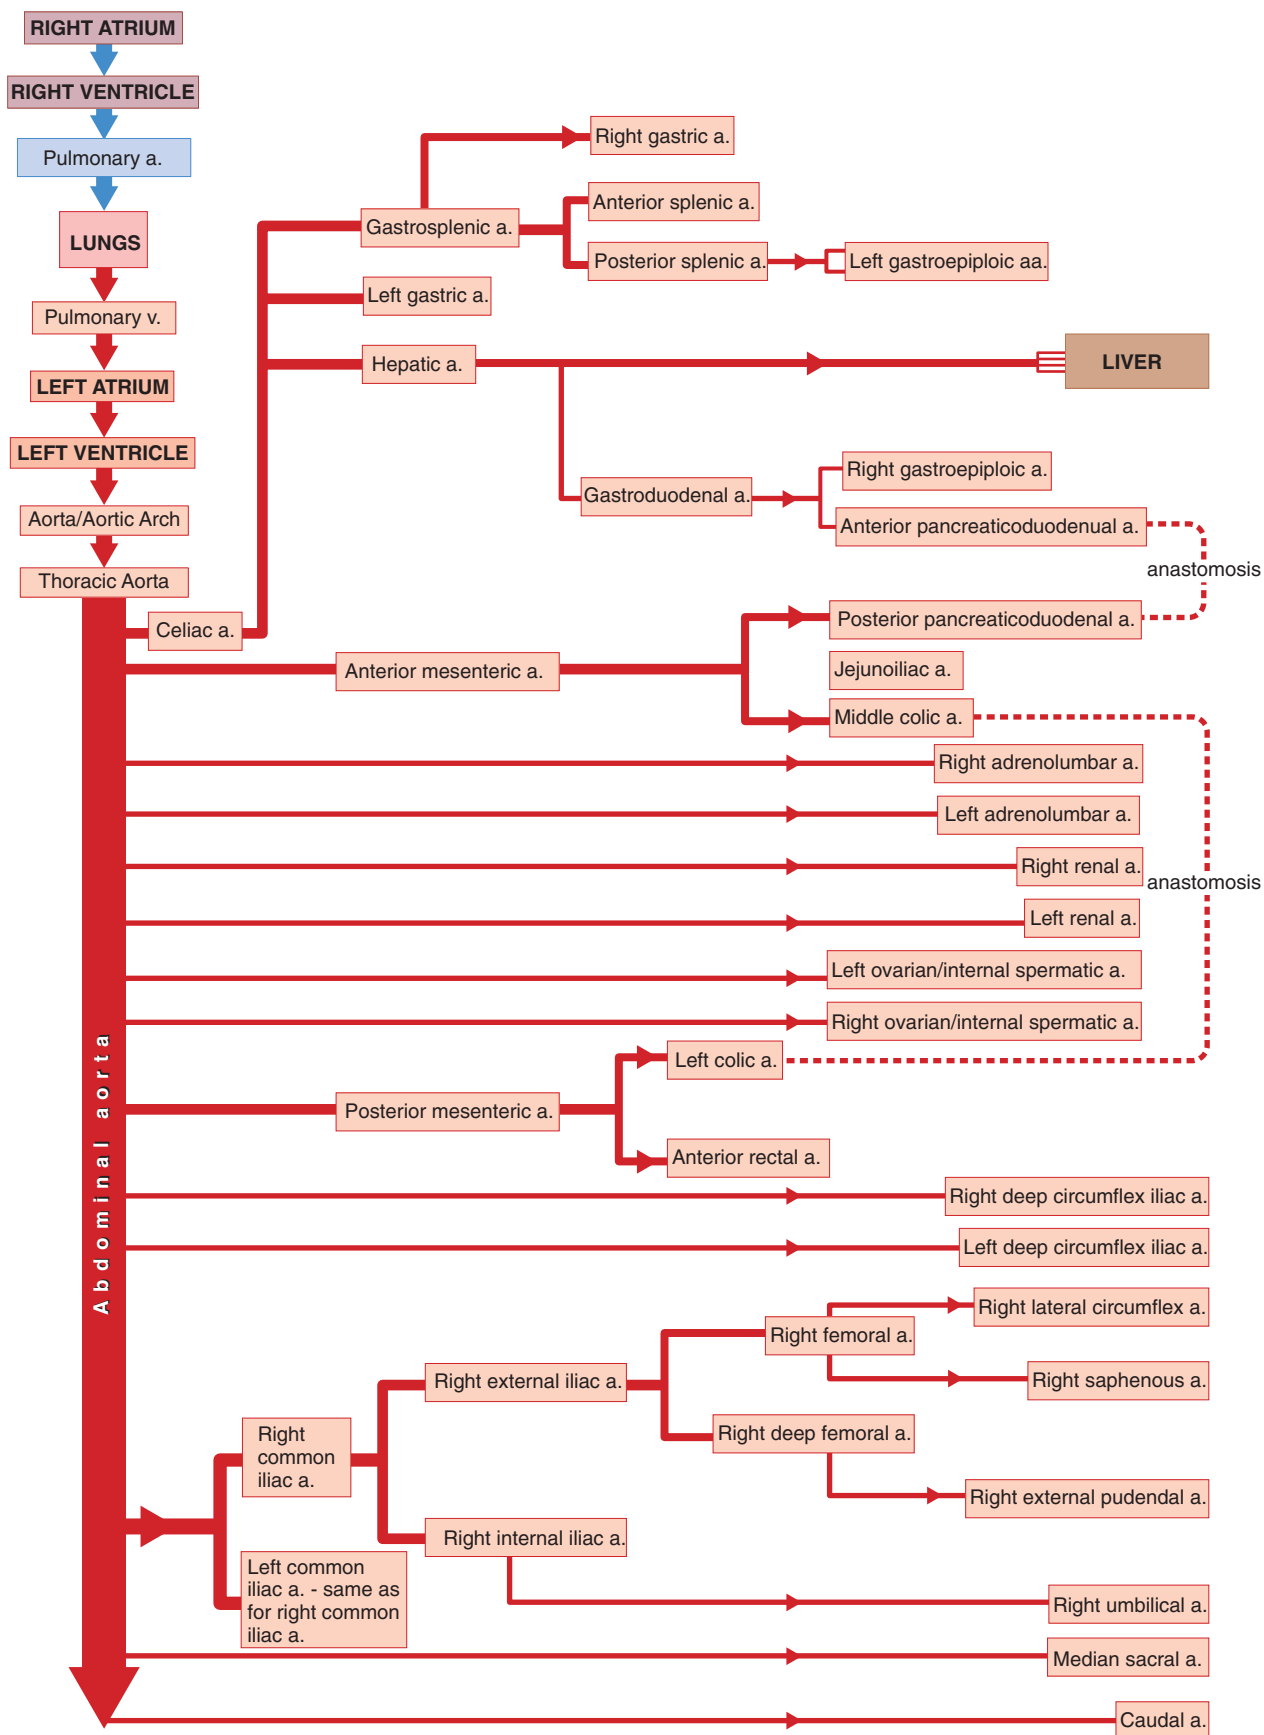 RIGHT ATRIUM
RIGHT VENTRICLE
Pulmonary a.
LUNGS
Pulmonary v.
LEFT ATRIUM
LEFT VENTRICLE
Aorta/Aortic Arch
Thoracic Aorta
Abdominal aorta
Celiac a.
Gastrosplenic a.
Right gastric a.
Anterior splenic a.
Posterior splenic a.
Left gastroepiploic aa.
Left gastric a.
Hepatic a.
LIVER
Gastroduodenal a.
Right gastroepiploic a.
Anterior pancreaticoduodenual a.
anastomosis
Anterior mesenteric a.
Posterior pancreaticoduodenal a.
Jejunoiliac a.
Middle colic a.
Right adrenolumbar a.
Left adrenolumbar a.
Right renal a.
anastomosis
Left renal a.
Left ovarian/internal spermatic a.
Right ovarian/internal spermatic a.
Posterior mesenteric a.
Left colic a.
Anterior rectal a.
Right deep circumflex iliac a.
Left deep circumflex iliac a.
Right
common
iliac a.
Right external iliac a.
Right femoral a.
Right lateral circumflex a.
Right saphenous a.
Right deep femoral a.
Right external pudendal a.
Right internal iliac a.
Right umbilical a.
Left common
iliac a. - same as
for right common
iliac a.
Median sacral a.
Caudal a.